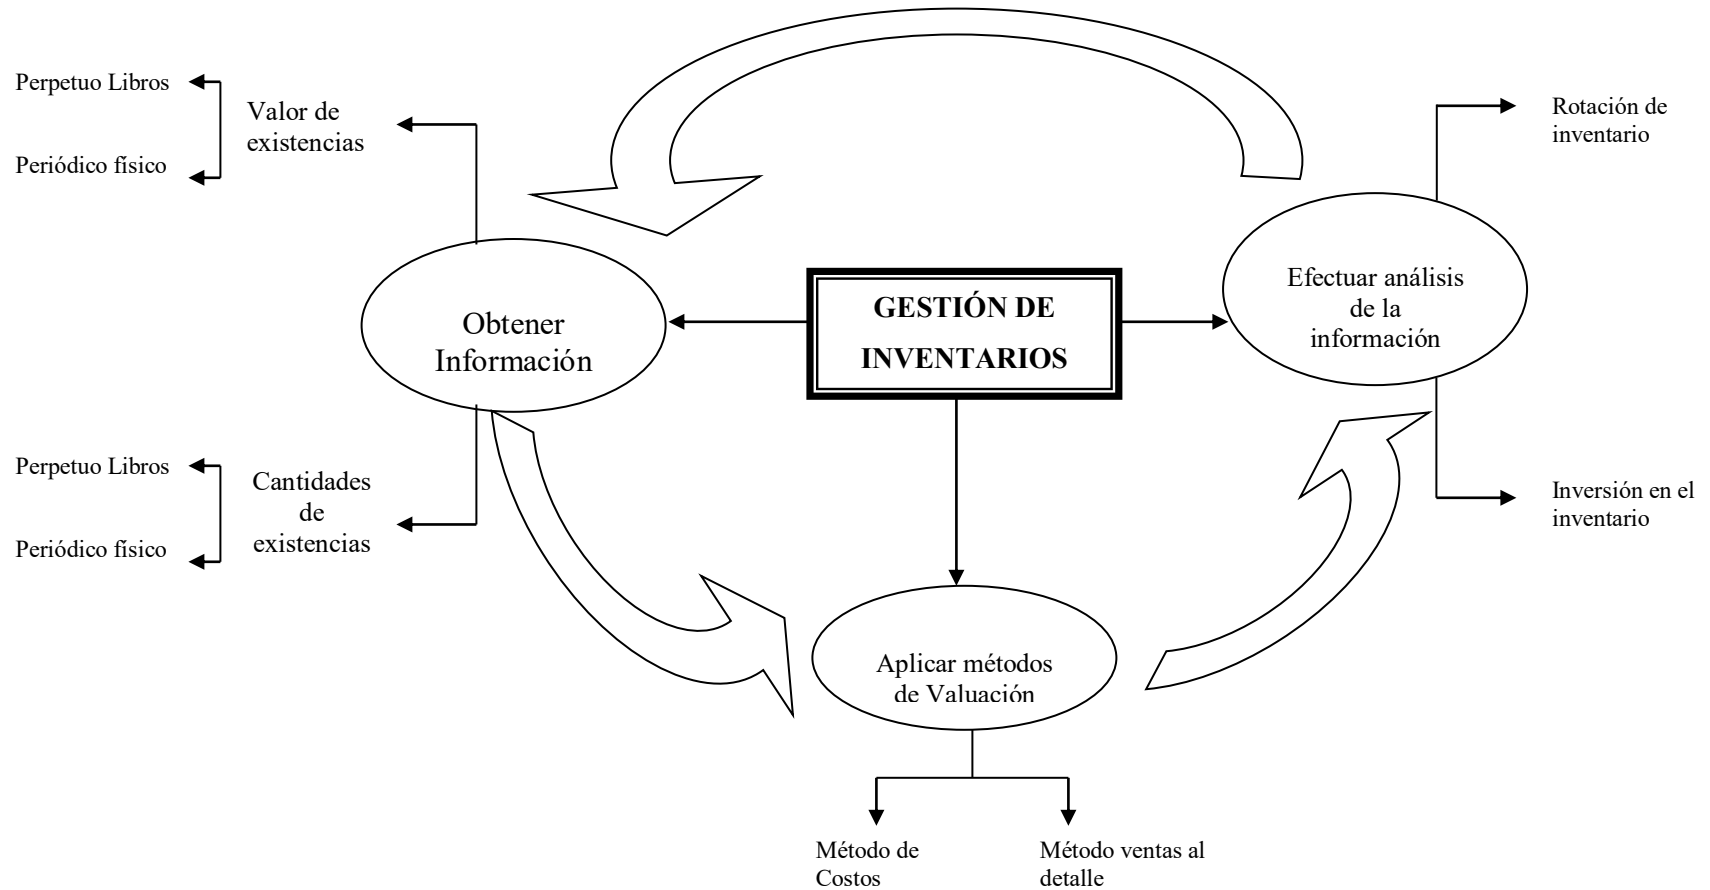 Perpetuo Libros
Periódico físico
Valor de
existencias
Rotación de
inventario
Obtener
Información
GESTIÓN DE
INVENTARIOS
Efectuar análisis
de la
información
Perpetuo Libros
Periódico físico
Cantidades
de
existencias
Inversión en el
inventario
Aplicar métodos
de Valuación
Método de
Costos
Método ventas al
detalle